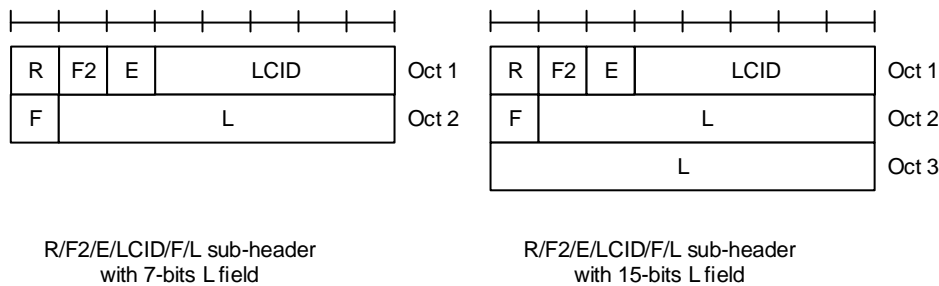 R F2 E LCID Oct 1
F L Oct 2
R/F2/E/LCID/F/L sub-header
with 7-bits L field
R F2 E LCID Oct 1
F L Oct 2
L Oct 3
R/F2/E/LCID/F/L sub-header
with 15-bits L field